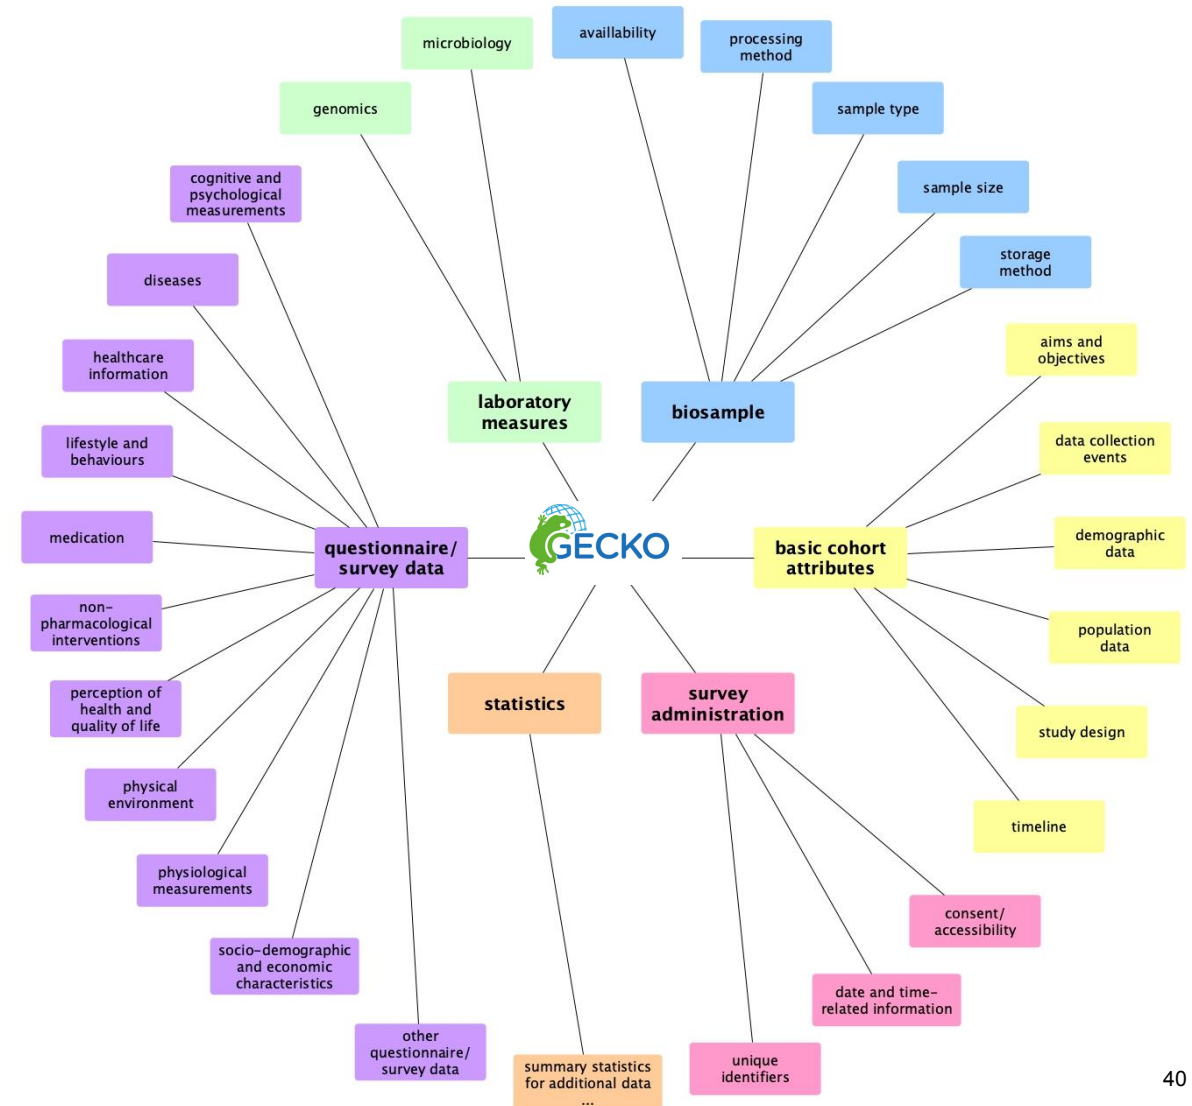 availlability
processing
method
microbiology
sample type
genomics
cognitive and
psychological
measurements
sample size
storage
method
diseases
aims and
objectives
healthcare
information
laboratory
measures
biosample
data collection
events
lifestyle and
behaviours
medication
questionnaire/
survey data
GECKO
basic cohort
attributes
demographic
data
non-
pharmacological
interventions
population
data
perception of
health and
quality of life
statistics
survey
administration
study design
physical
environment
timeline
physiological
measurements
consent/
accessibility
socio-demographic
and economic
characteristics
date and time-
related information
other
questionnaire/
survey data
summary statistics
for additional data
...
unique
identifiers
40